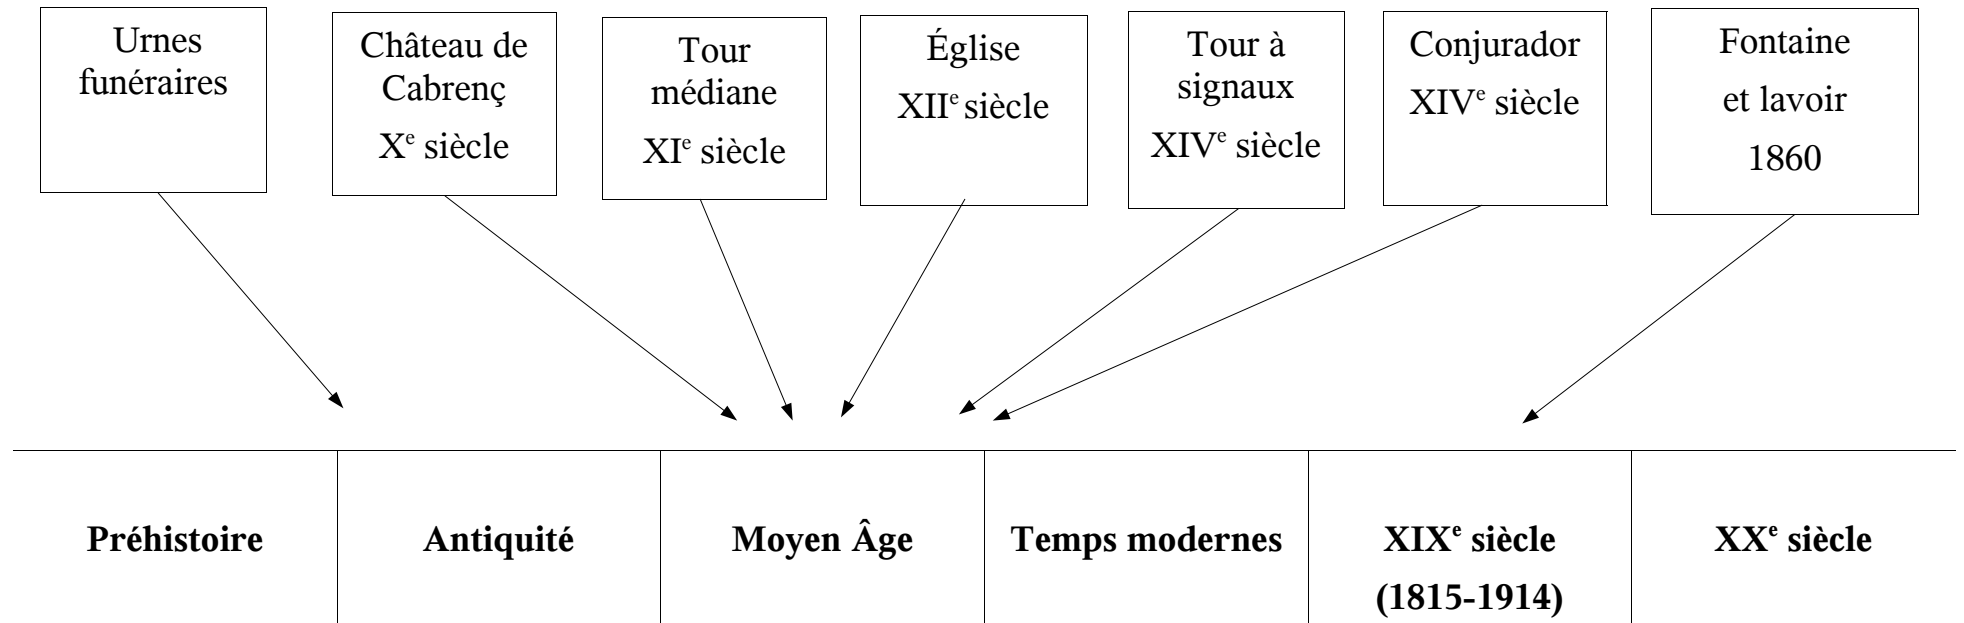 Urnes
funéraires
Château de
Cabrenç
Xᵉ siècle
Tour
médiane
XIᵉ siècle
Église
XIIᵉ siècle
Tour à
signaux
XIVᵉ siècle
Conjurador
XIVᵉ siècle
Fontaine
et lavoir
1860
Préhistoire
Antiquité
Moyen Âge
Temps modernes
XIXᵉ siècle
(1815-1914)
XXᵉ siècle